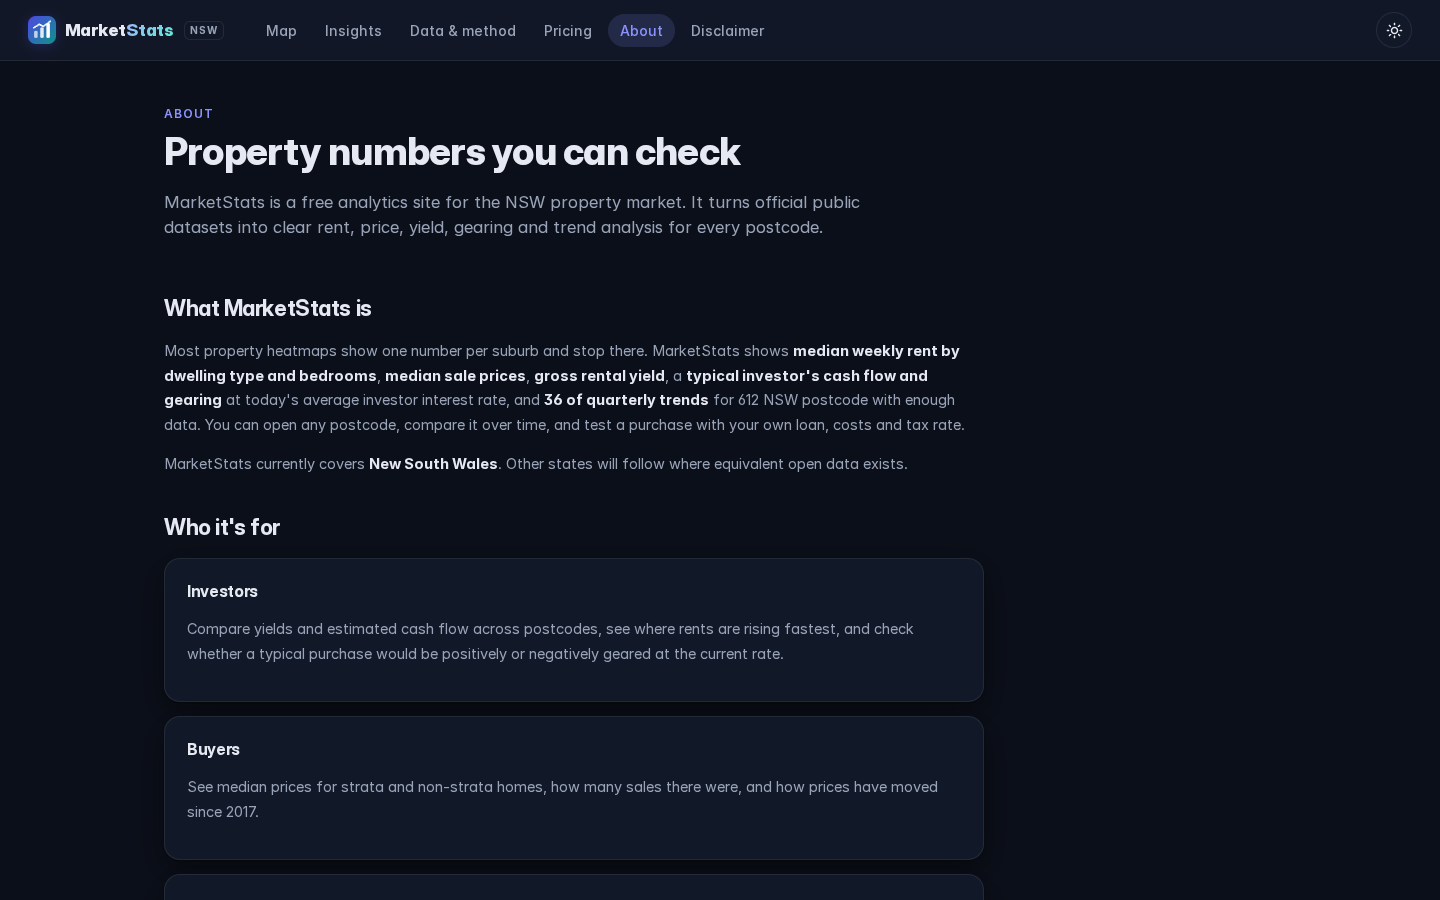 MarketStats NSW Map Insights Data & method Pricing About Disclaimer
ABOUT
Property numbers you can check
MarketStats is a free analytics site for the NSW property market. It turns official public
datasets into clear rent, price, yield, gearing and trend analysis for every postcode.
What MarketStats is
Most property heatmaps show one number per suburb and stop there. MarketStats shows median weekly rent by
dwelling type and bedrooms, median sale prices, gross rental yield, a typical investor's cash flow and
gearing at today's average investor interest rate, and 36 of quarterly trends for 612 NSW postcode with enough
data. You can open any postcode, compare it over time, and test a purchase with your own loan, costs and tax rate.
MarketStats currently covers New South Wales. Other states will follow where equivalent open data exists.
Who it's for
Investors
Compare yields and estimated cash flow across postcodes, see where rents are rising fastest, and check
whether a typical purchase would be positively or negatively geared at the current rate.
Buyers
See median prices for strata and non-strata homes, how many sales there were, and how prices have moved
since 2017.